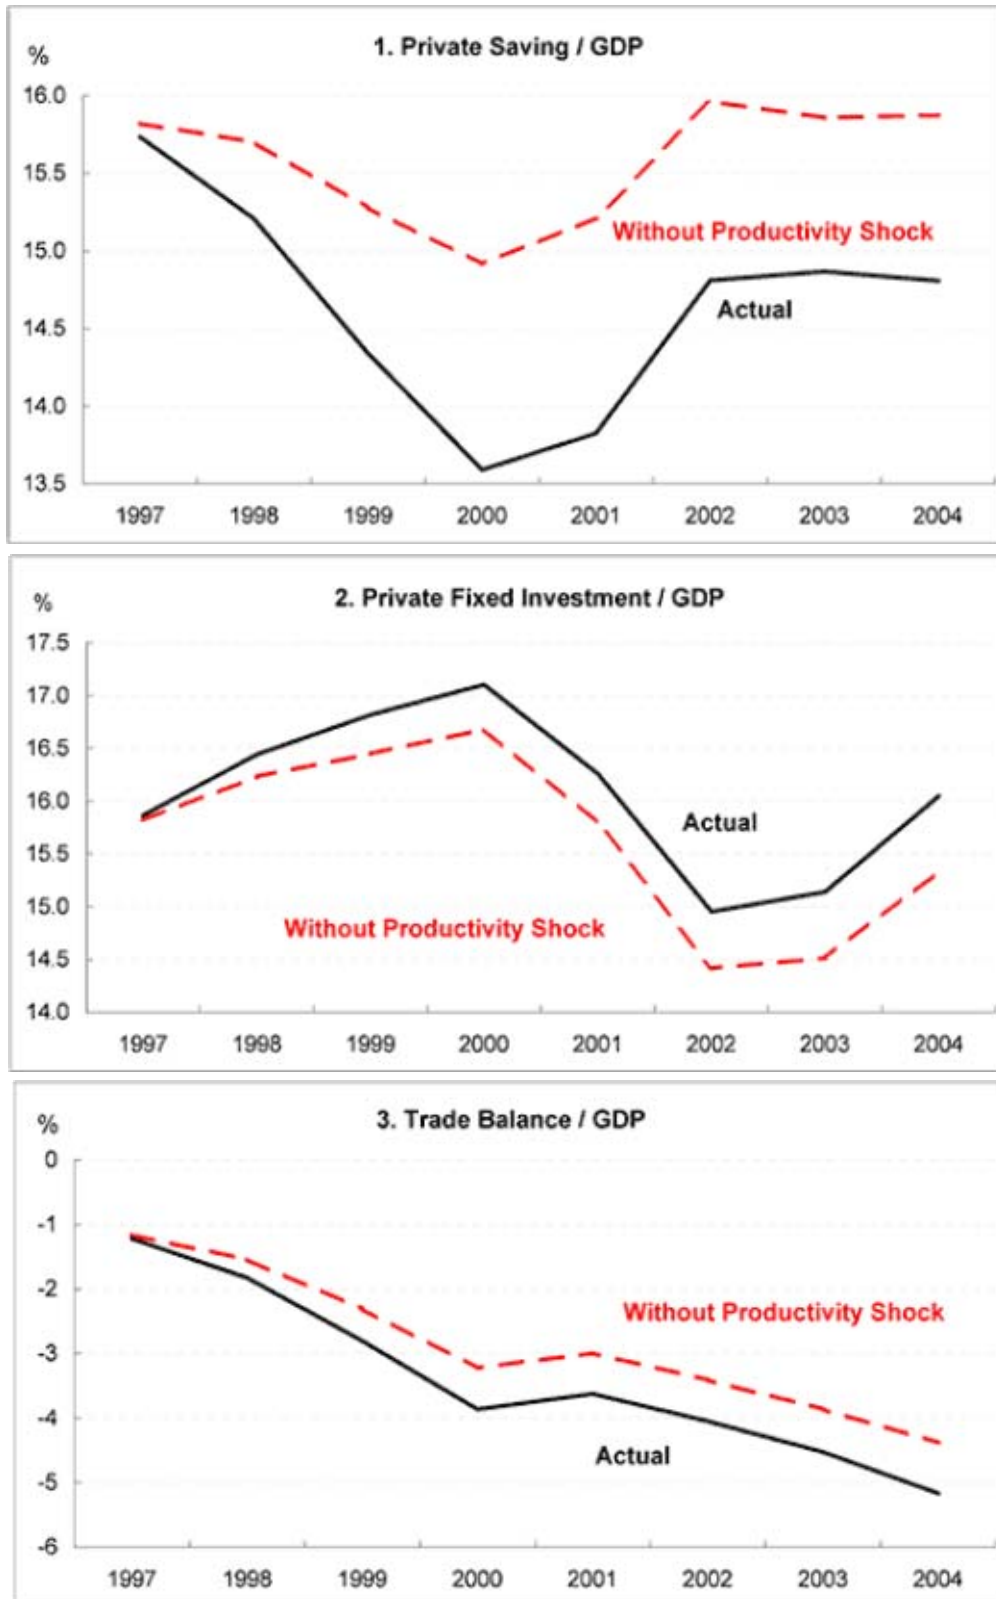 1. Private Saving / GDP
%
16.0
15.5
15.0
14.5
14.0
13.5
Without Productivity Shock
Actual
1997 1998 1999 2000 2001 2002 2003 2004
2. Private Fixed Investment / GDP
%
17.5
17.0
16.5
16.0
15.5
15.0
14.5
14.0
Actual
Without Productivity Shock
1997 1998 1999 2000 2001 2002 2003 2004
3. Trade Balance / GDP
%
0
-1
-2
-3
-4
-5
-6
Without Productivity Shock
Actual
1997 1998 1999 2000 2001 2002 2003 2004